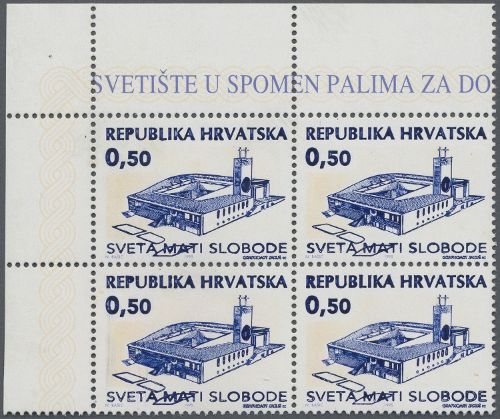 SVETIŠTE U SPOMEN PALIMA ZA DO
REPUBLIKA HRVATSKA
0,50
SVETA MATI SLOBODE
REPUBLIKA HRVATSKA
0,50
SVETA MATI SLOBODE
REPUBLIKA HRVATSKA
0,50
SVETA MATI SLOBODE
REPUBLIKA HRVATSKA
0,50
SVETA MATI SLOBODE